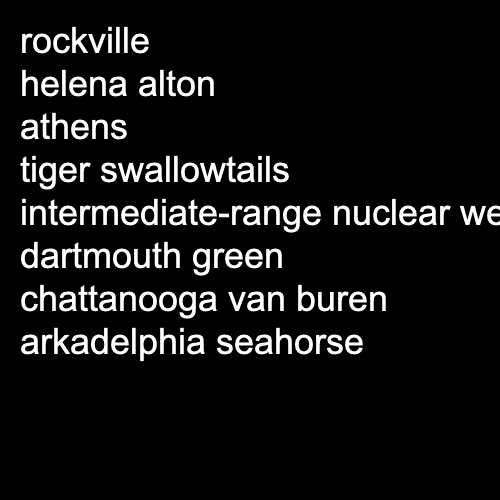 rockville
helena alton
athens
tiger swallowtails
intermediate-range nuclear
dartmouth green
chattanooga van buren
arkadelphia seahorse